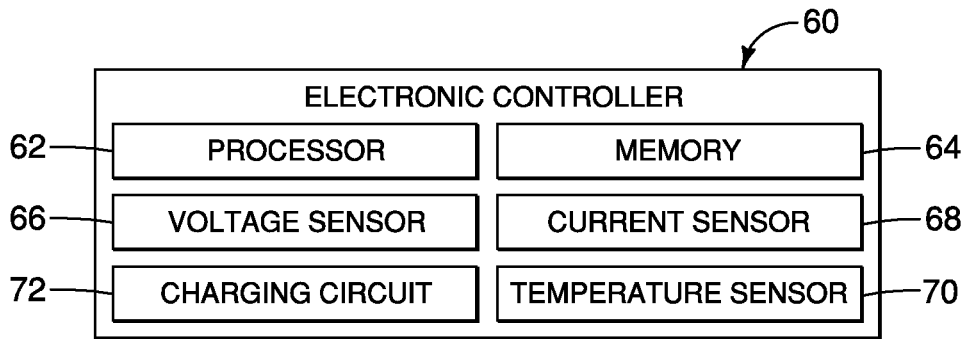 60
ELECTRONIC CONTROLLER
62 PROCESSOR MEMORY 64
66 VOLTAGE SENSOR CURRENT SENSOR 68
72 CHARGING CIRCUIT TEMPERATURE SENSOR 70